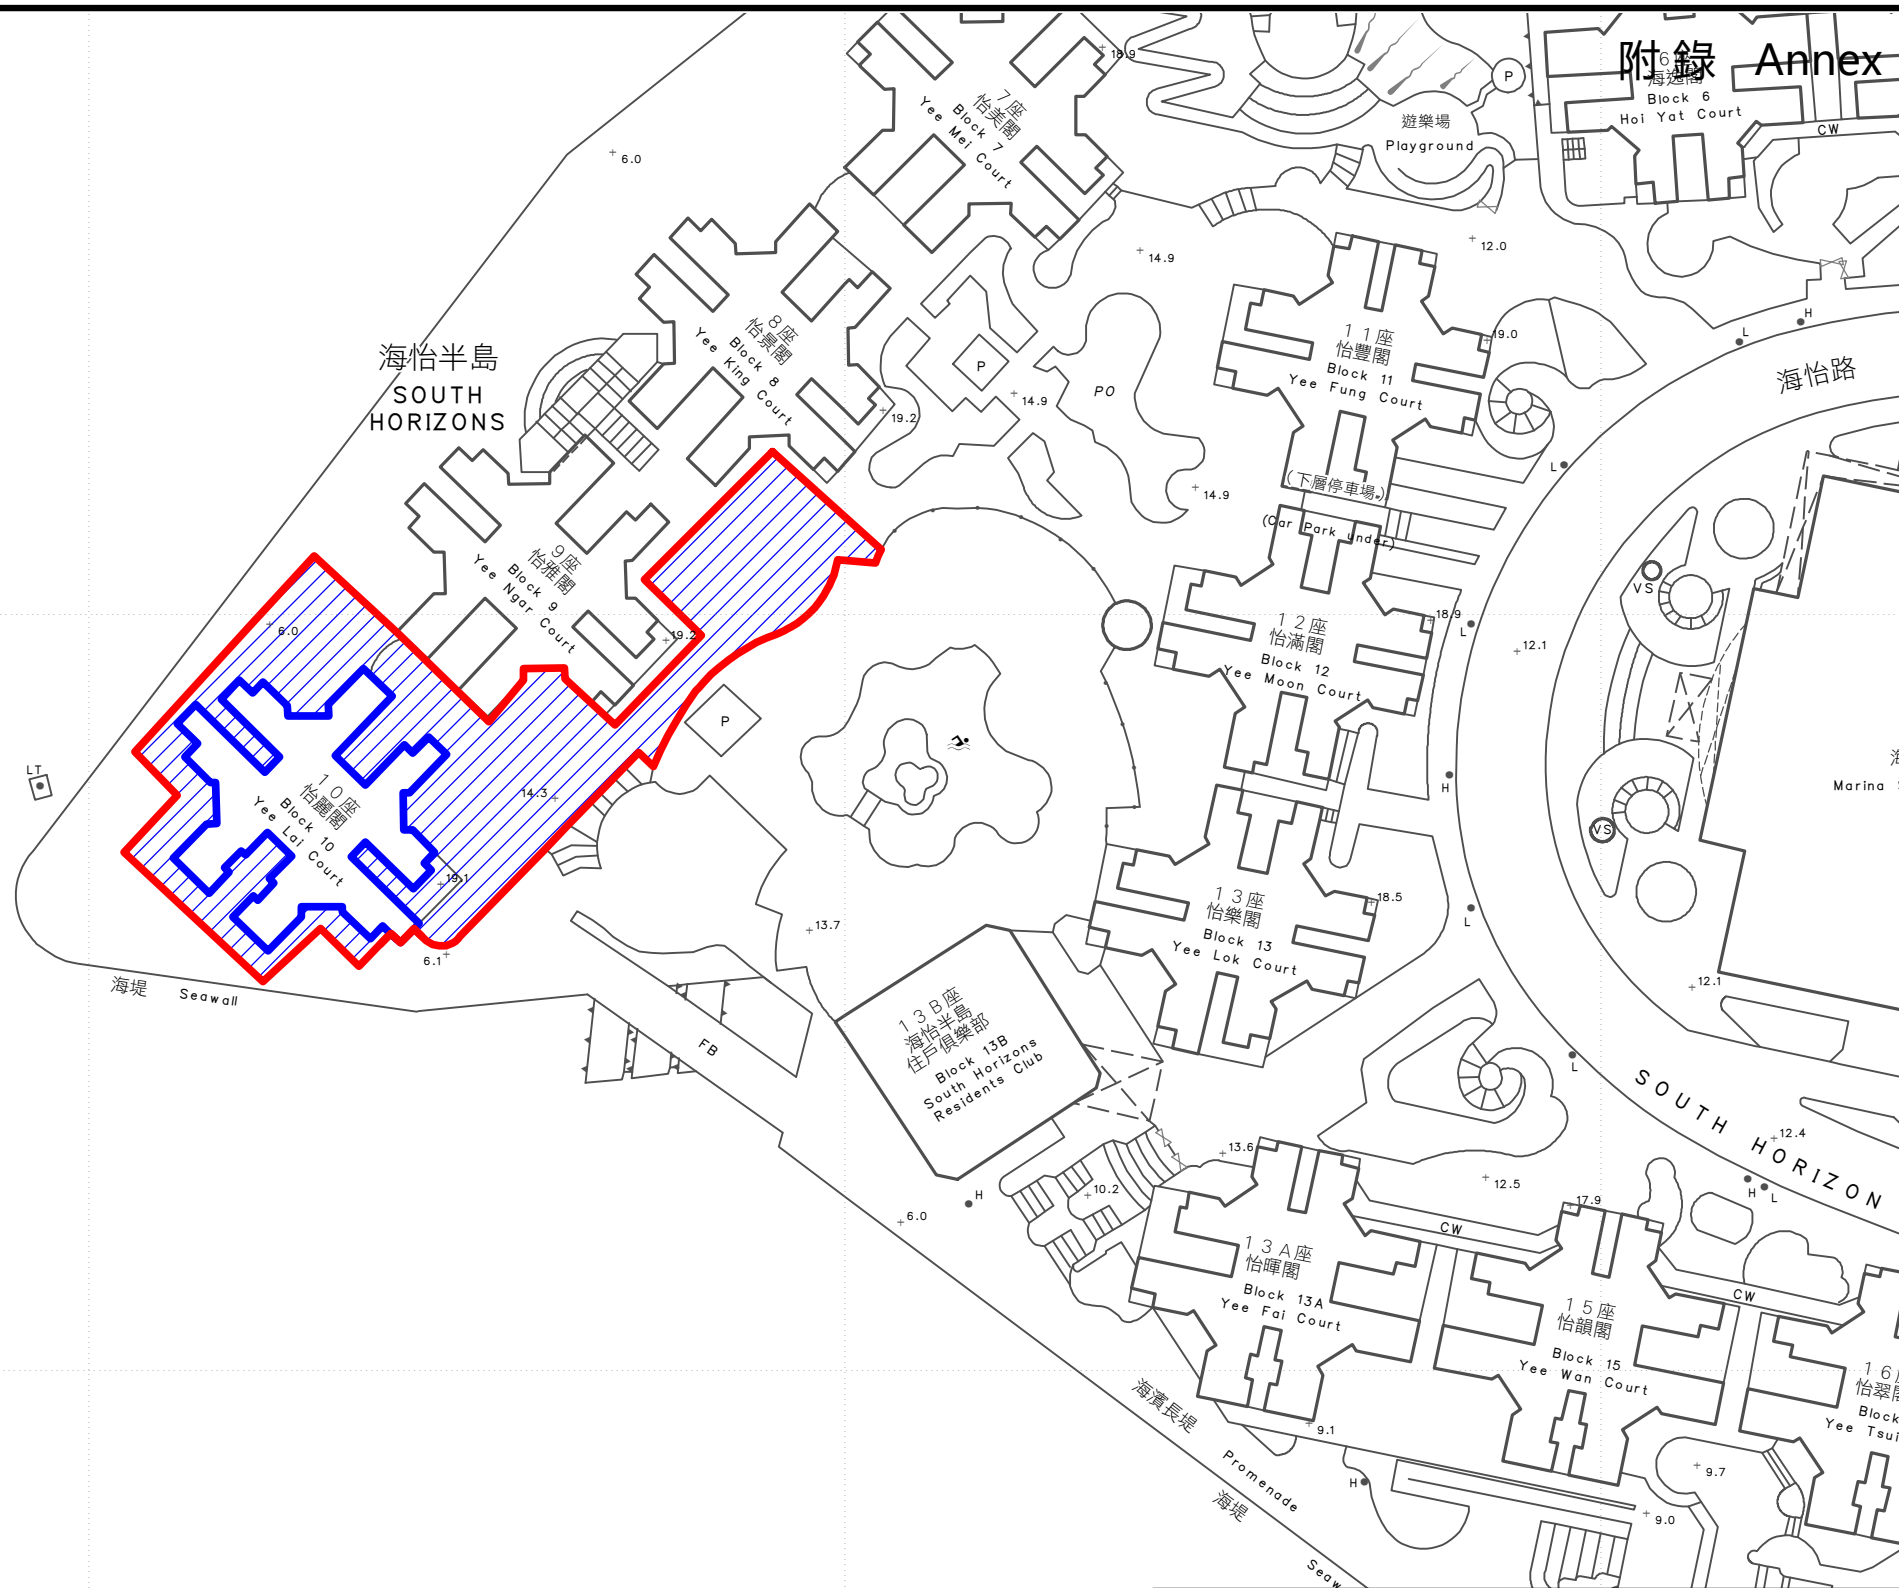 附錄 Annex
6座
海逸閣
Block 6
Hoi Yat Court
CW
P
遊樂場
Playground
18.9
7座
怡美閣
Block 7
Yee Mei Court
6.0
14.9
12.0
8座
怡景閣
Block 8
Yee King Court
海怡半島
SOUTH
HORIZONS
P
14.9
PO
19.2
14.9
11座
怡豐閣
Block 11
Yee Fung Court
19.0
L
H
海怡路
L
(下層停車場)
(Car Park under)
9座
怡雅閣
Block 9
Yee Ngar Court
19.2
6.0
VS
12座
怡滿閣
Block 12
Yee Moon Court
18.9
L
12.1
P
LT
10座
怡麗閣
Block 10
Yee Lai Court
14.3
19.1
H
Marina
VS
13座
怡樂閣
Block 13
Yee Lok Court
18.5
L
13.7
6.1
海堤 Seawall
12.1
13B座
海怡半島
住戶俱樂部
Block 13B
South Horizons
Residents Club
FB
L
SOUTH HORIZON
12.4
13.6
10.2
H
6.0
12.5
17.9
H
L
CW
13A座
怡暉閣
Block 13A
Yee Fai Court
CW
15座
怡韻閣
Block 15
Yee Wan Court
怡翠閣
Block
Yee Tsui
海濱長堤
Promenade
9.1
H
9.7
9.0
海堤
Seaw